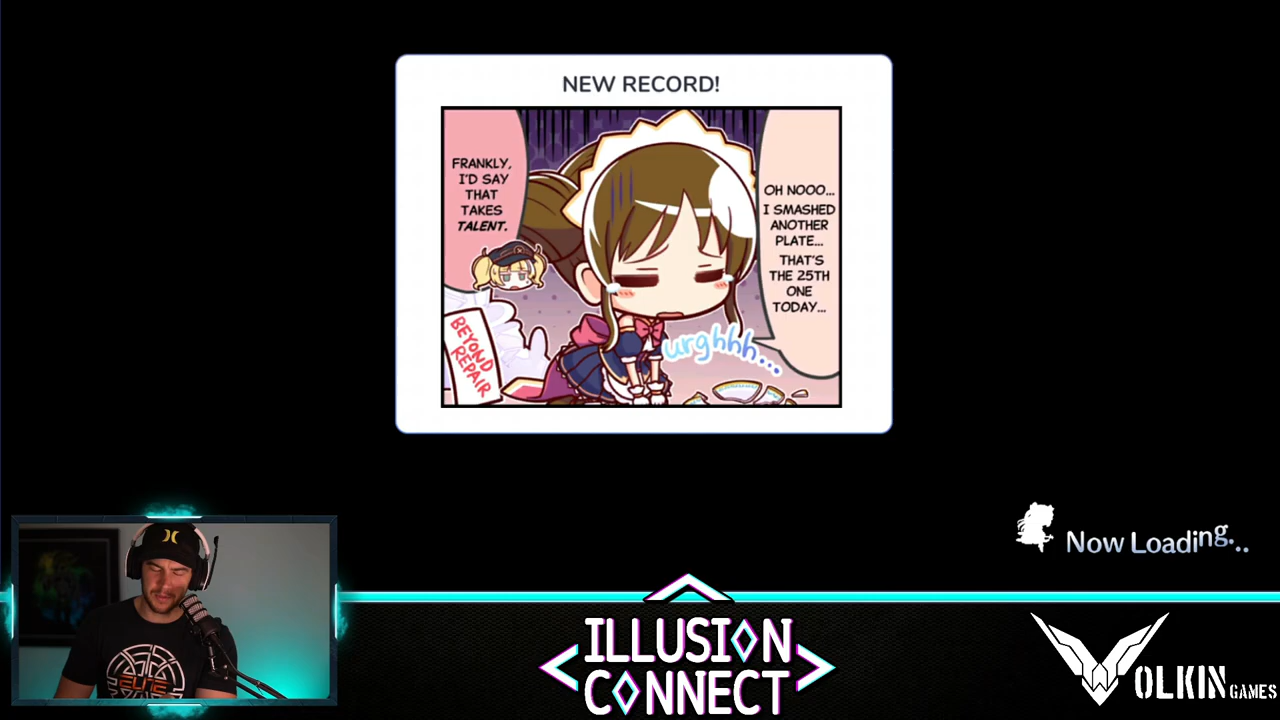 NEW RECORD!
FRANKLY,
I'D SAY
THAT
TAKES
TALENT.
OH NOOO...
I SMASHED
ANOTHER
PLATE...
THAT'S
THE 25TH
ONE
TODAY...
BEYOND
REPAIR
urghhh...
Now Loading...
ELITE
ILLUSION
CONNECT
VOLKIN GAMES